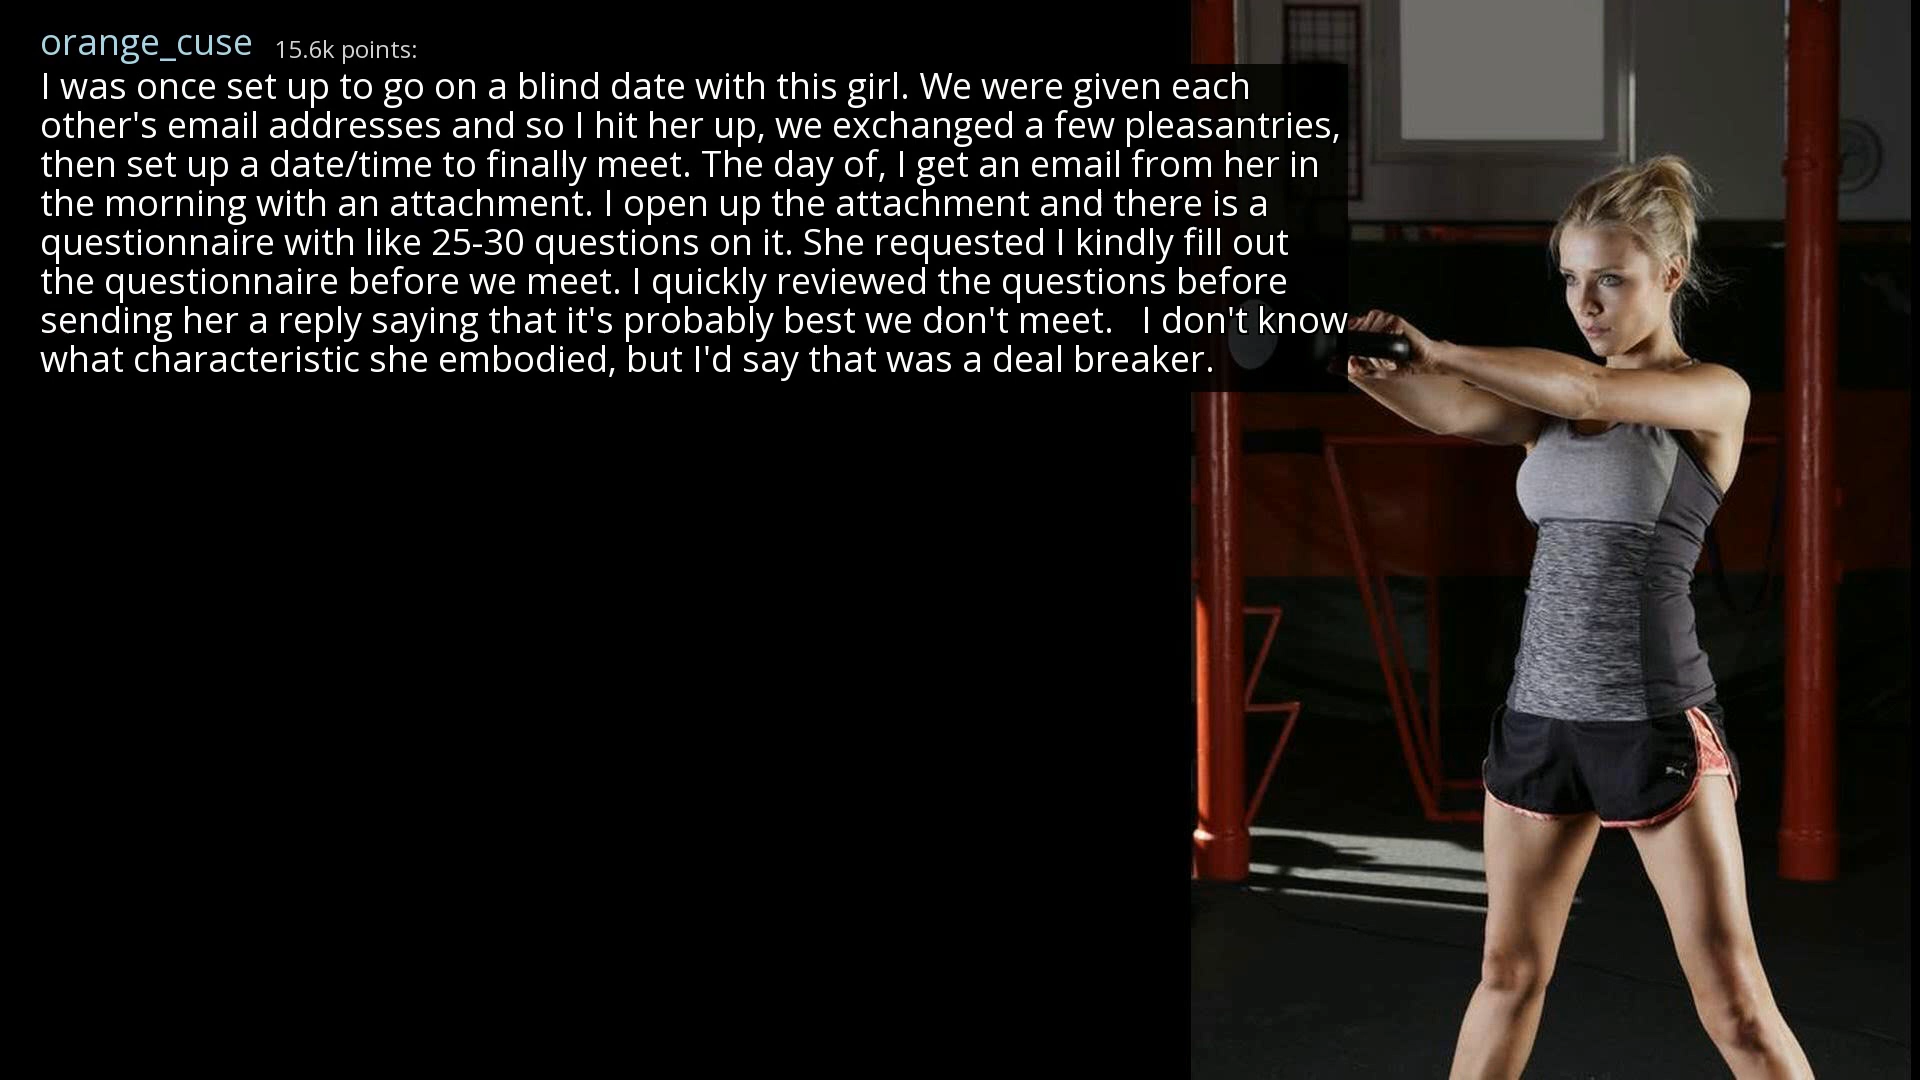 orange_cuse 15.6k points:
I was once set up to go on a blind date with this girl. We were given each
other's email addresses and so I hit her up, we exchanged a few pleasantries,
then set up a date/time to finally meet. The day of, I get an email from her in
the morning with an attachment. I open up the attachment and there is a
questionnaire with like 25-30 questions on it. She requested I kindly fill out
the questionnaire before we meet. I quickly reviewed the questions before
sending her a reply saying that it's probably best we don't meet.   I don't know
what characteristic she embodied, but I'd say that was a deal breaker.